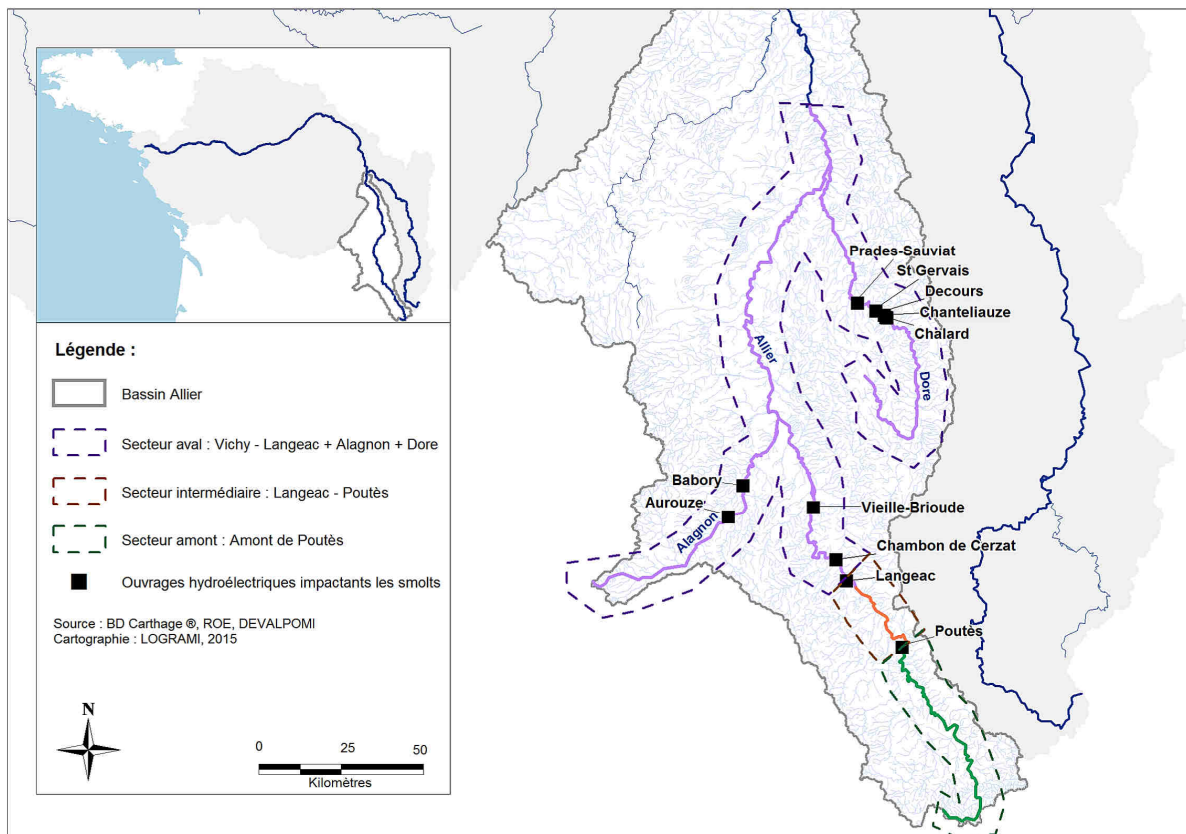 Légende :
Bassin Allier
Secteur aval : Vichy - Langeac + Alagnon + Dore
Secteur intermédiaire : Langeac - Poutès
Secteur amont : Amont de Poutès
Ouvrages hydroélectriques impactants les smolts
Source : BD Carthage ®, ROE, DEVALPOMI
Cartographie : LOGRAMI, 2015
N
0 25 50
Kilomètres
Prades-Sauviat
St Gervais
Decours
Chanteliauze
Chalard
Allier
Dore
Babory
Aurouze
Alagnon
Vieille-Brioude
Chambon de Cerzat
Langeac
Poutès